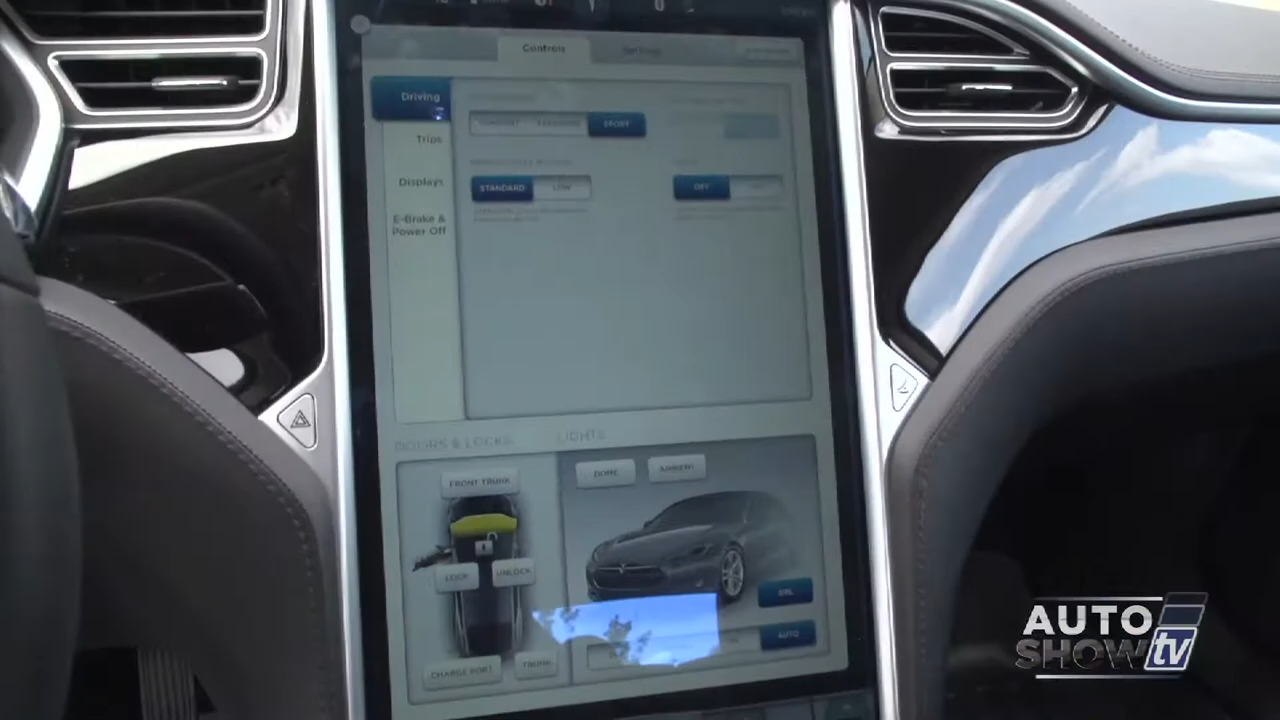 Controls
Settings
Driving
Trips
Displays
E-Brake &
Power Off
SPORT
STANDARD LOW
OFF
DOORS & LOCKS
LIGHTS
FRONT TRUNK
DOME
AMBIENT
LOCK
UNLOCK
DRL
AUTO
CHARGE PORT
TRUNK
AUTO
SHOW tv